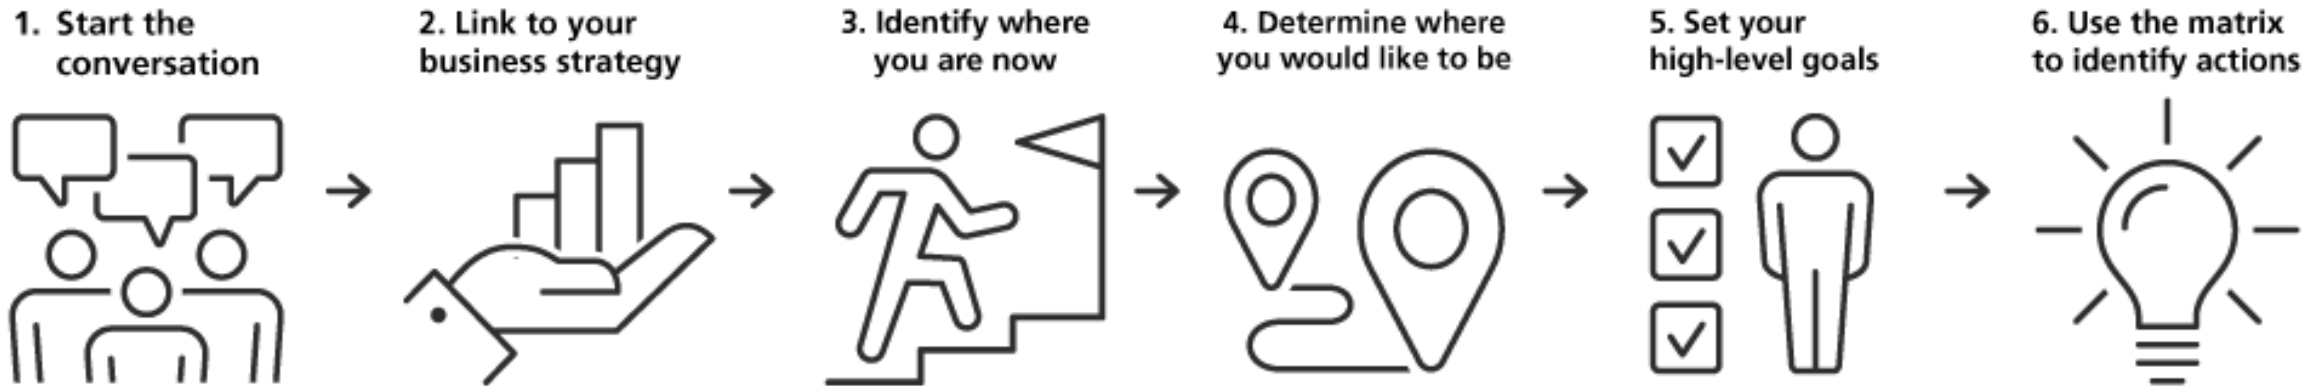 1. Start the
conversation
2. Link to your
business strategy
3. Identify where
you are now
4. Determine where
you would like to be
5. Set your
high-level goals
6. Use the matrix
to identify actions